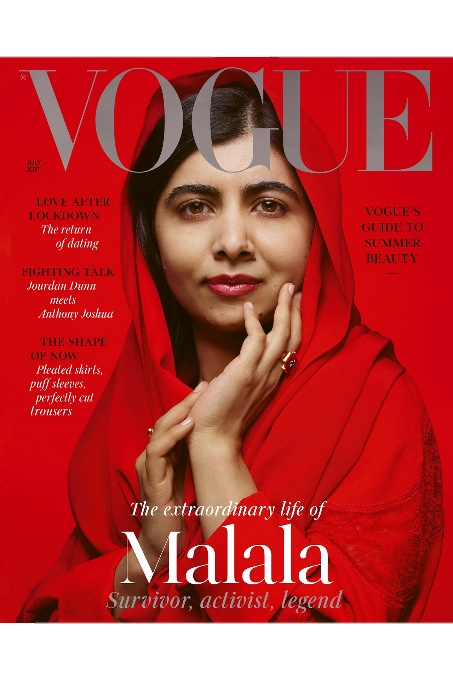 VOGUE
®
JULY
2021
LOVE AFTER
LOCKDOWN
The return
of dating
FIGHTING TALK
Jourdan Dunn
meets
Anthony Joshua
THE SHAPE
OF NOW
Pleated skirts,
puff sleeves,
perfectly cut
trousers
VOGUE'S
GUIDE TO
SUMMER
BEAUTY
The extraordinary life of
Malala
Survivor, activist, legend